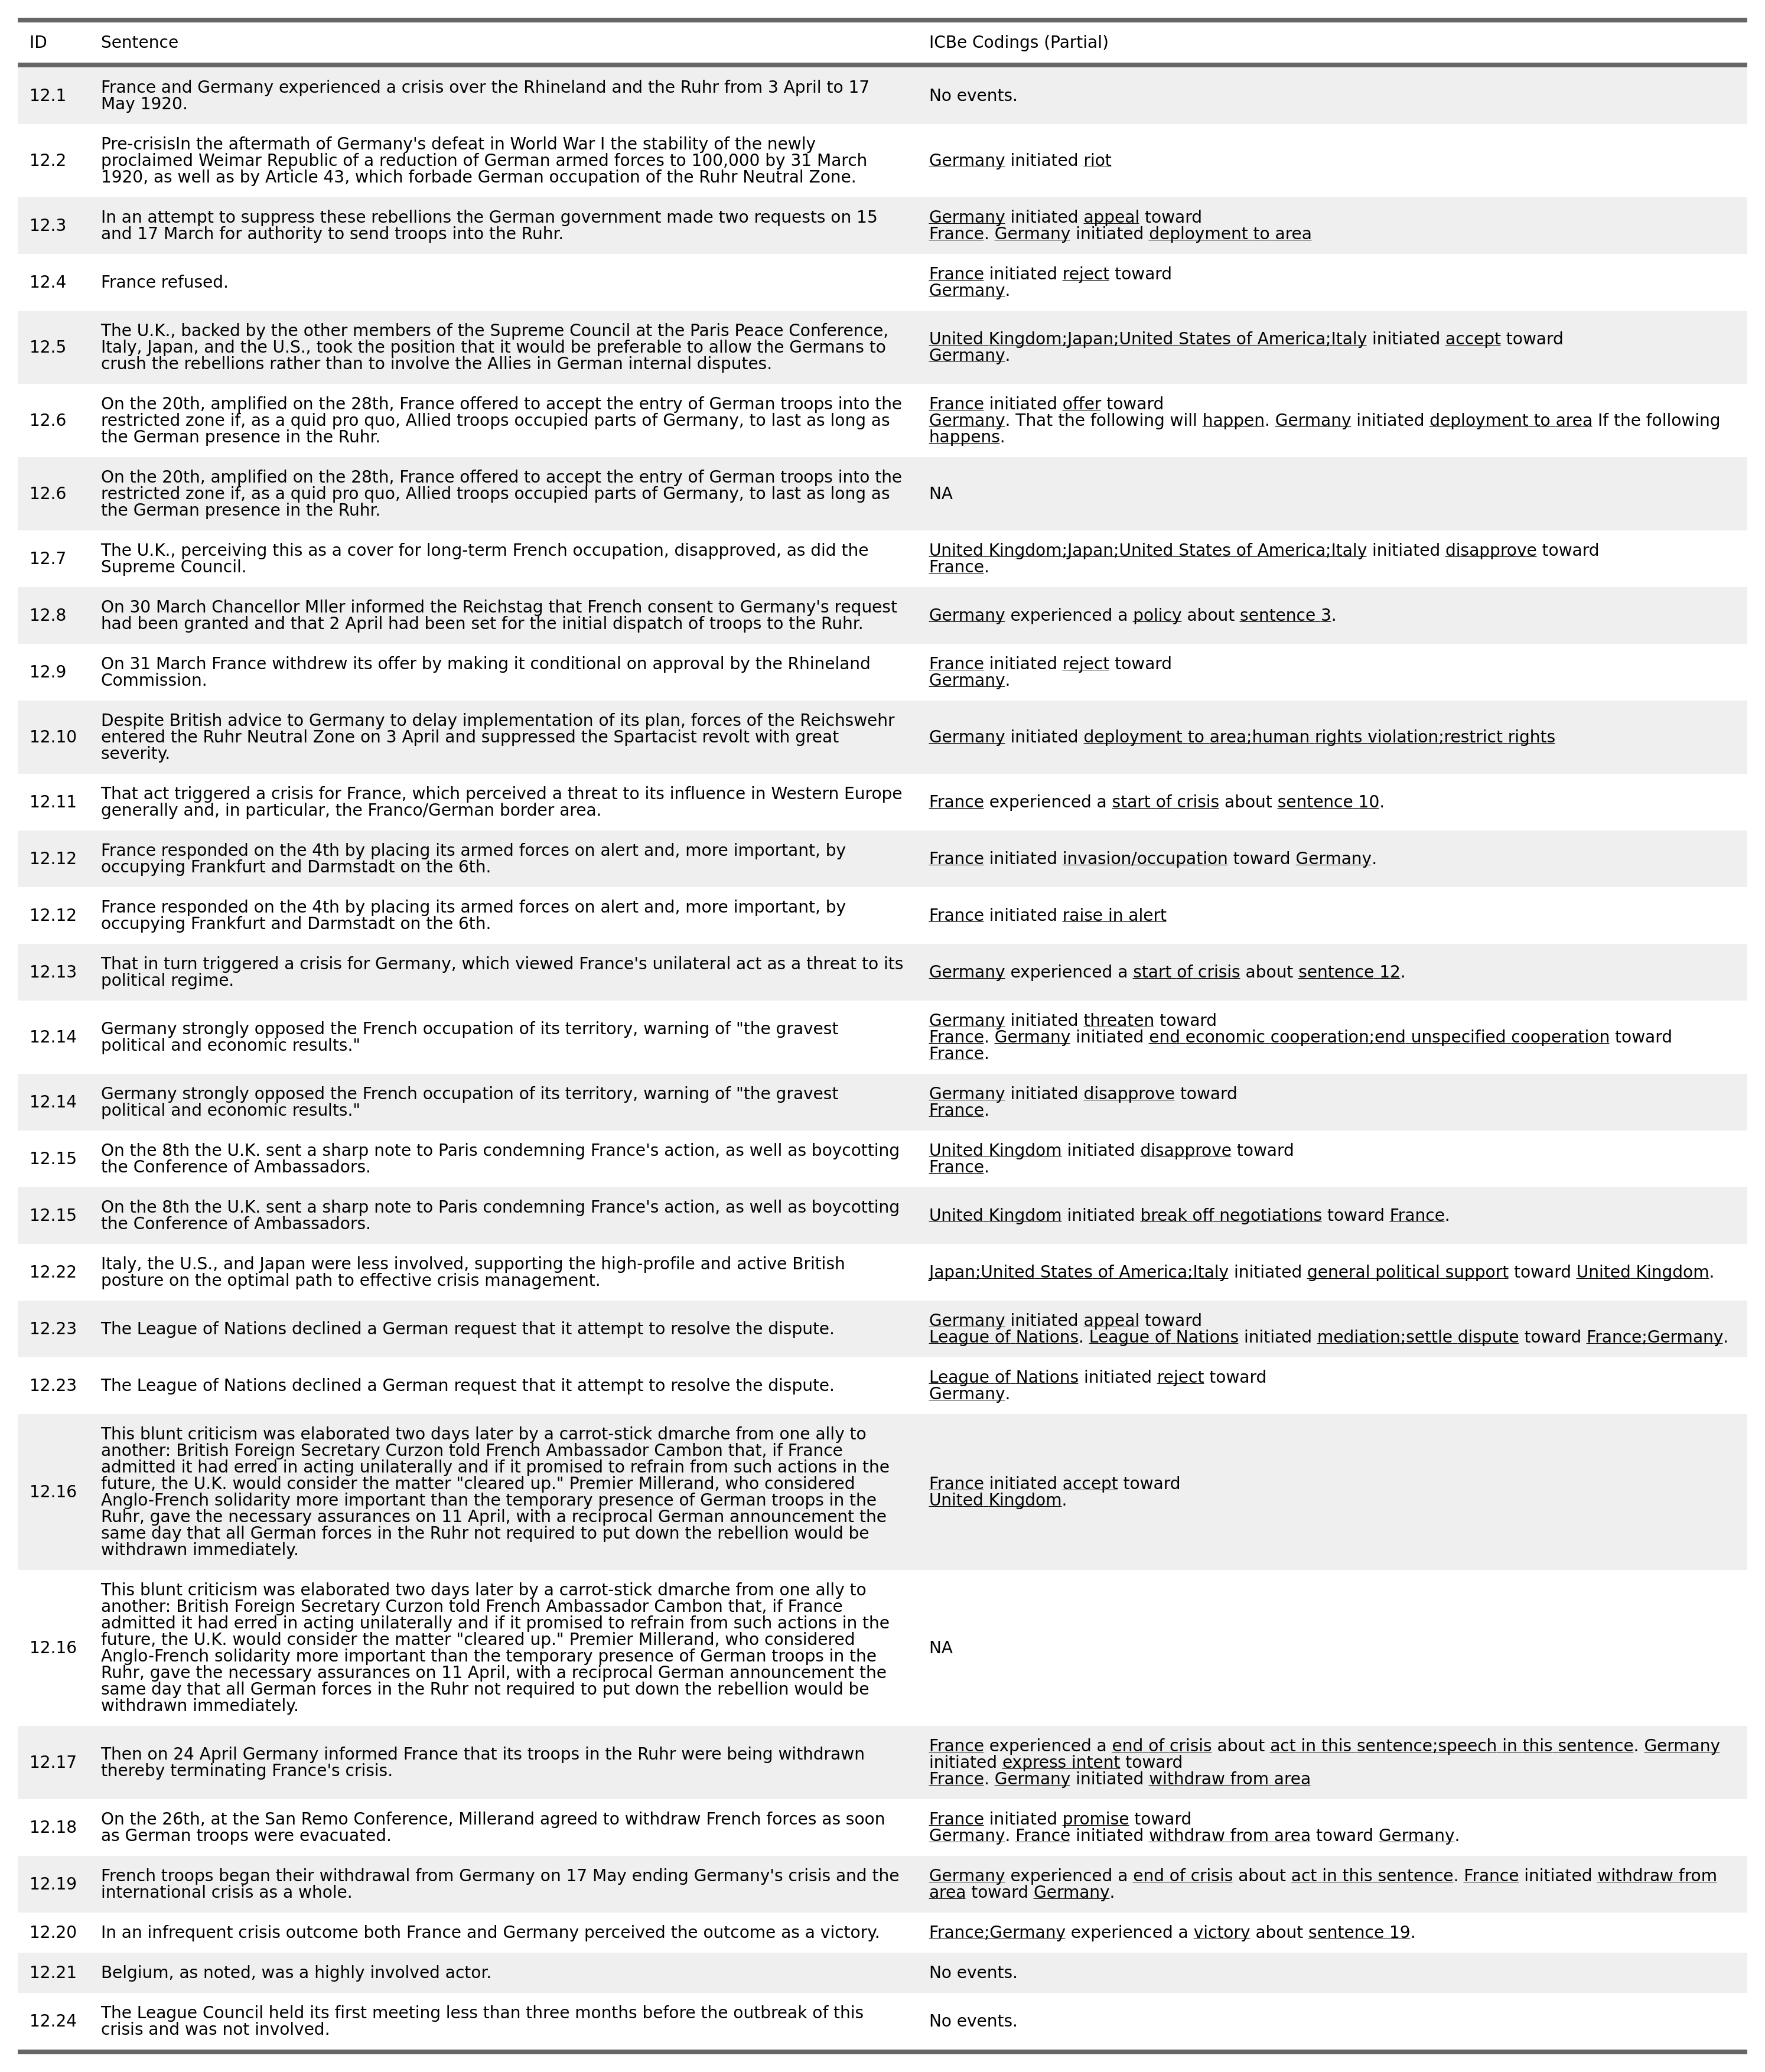 ID Sentence ICBe Codings (Partial)
12.1 France and Germany experienced a crisis over the Rhineland and the Ruhr from 3 April to 17
May 1920. No events.
12.2 Pre-crisisIn the aftermath of Germany's defeat in World War I the stability of the newly
proclaimed Weimar Republic of a reduction of German armed forces to 100,000 by 31 March
1920, as well as by Article 43, which forbade German occupation of the Ruhr Neutral Zone.
Germany initiated riot
12.3 In an attempt to suppress these rebellions the German government made two requests on 15
and 17 March for authority to send troops into the Ruhr.
Germany initiated appeal toward
France. Germany initiated deployment to area
12.4 France refused.
France initiated reject toward
Germany.
12.5 The U.K., backed by the other members of the Supreme Council at the Paris Peace Conference,
Italy, Japan, and the U.S., took the position that it would be preferable to allow the Germans to
crush the rebellions rather than to involve the Allies in German internal disputes.
United Kingdom;Japan;United States of America;Italy initiated accept toward
Germany.
12.6 On the 20th, amplified on the 28th, France offered to accept the entry of German troops into the
restricted zone if, as a quid pro quo, Allied troops occupied parts of Germany, to last as long as
the German presence in the Ruhr.
France initiated offer toward
Germany. That the following will happen. Germany initiated deployment to area If the following
happens.
12.6 On the 20th, amplified on the 28th, France offered to accept the entry of German troops into the
restricted zone if, as a quid pro quo, Allied troops occupied parts of Germany, to last as long as
the German presence in the Ruhr.
NA
12.7 The U.K., perceiving this as a cover for long-term French occupation, disapproved, as did the
Supreme Council.
United Kingdom;Japan;United States of America;Italy initiated disapprove toward
France.
12.8 On 30 March Chancellor Mller informed the Reichstag that French consent to Germany's request
had been granted and that 2 April had been set for the initial dispatch of troops to the Ruhr.
Germany experienced a policy about sentence 3.
12.9 On 31 March France withdrew its offer by making it conditional on approval by the Rhineland
Commission.
France initiated reject toward
Germany.
12.10 Despite British advice to Germany to delay implementation of its plan, forces of the Reichswehr
entered the Ruhr Neutral Zone on 3 April and suppressed the Spartacist revolt with great
severity.
Germany initiated deployment to area;human rights violation;restrict rights
12.11 That act triggered a crisis for France, which perceived a threat to its influence in Western Europe
generally and, in particular, the Franco/German border area.
France experienced a start of crisis about sentence 10.
12.12 France responded on the 4th by placing its armed forces on alert and, more important, by
occupying Frankfurt and Darmstadt on the 6th.
France initiated invasion/occupation toward Germany.
12.12 France responded on the 4th by placing its armed forces on alert and, more important, by
occupying Frankfurt and Darmstadt on the 6th.
France initiated raise in alert
12.13 That in turn triggered a crisis for Germany, which viewed France's unilateral act as a threat to its
political regime.
Germany experienced a start of crisis about sentence 12.
12.14 Germany strongly opposed the French occupation of its territory, warning of "the gravest
political and economic results."
Germany initiated threaten toward
France. Germany initiated end economic cooperation;end unspecified cooperation toward
France.
12.14 Germany strongly opposed the French occupation of its territory, warning of "the gravest
political and economic results."
Germany initiated disapprove toward
France.
12.15 On the 8th the U.K. sent a sharp note to Paris condemning France's action, as well as boycotting
the Conference of Ambassadors.
United Kingdom initiated disapprove toward
France.
12.15 On the 8th the U.K. sent a sharp note to Paris condemning France's action, as well as boycotting
the Conference of Ambassadors.
United Kingdom initiated break off negotiations toward France.
12.22 Italy, the U.S., and Japan were less involved, supporting the high-profile and active British
posture on the optimal path to effective crisis management.
Japan;United States of America;Italy initiated general political support toward United Kingdom.
12.23 The League of Nations declined a German request that it attempt to resolve the dispute.
Germany initiated appeal toward
League of Nations. League of Nations initiated mediation;settle dispute toward France;Germany.
12.23 The League of Nations declined a German request that it attempt to resolve the dispute.
League of Nations initiated reject toward
Germany.
12.16 This blunt criticism was elaborated two days later by a carrot-stick dmarche from one ally to
another: British Foreign Secretary Curzon told French Ambassador Cambon that, if France
admitted it had erred in acting unilaterally and if it promised to refrain from such actions in the
future, the U.K. would consider the matter "cleared up." Premier Millerand, who considered
Anglo-French solidarity more important than the temporary presence of German troops in the
Ruhr, gave the necessary assurances on 11 April, with a reciprocal German announcement the
same day that all German forces in the Ruhr not required to put down the rebellion would be
withdrawn immediately.
France initiated accept toward
United Kingdom.
12.16 This blunt criticism was elaborated two days later by a carrot-stick dmarche from one ally to
another: British Foreign Secretary Curzon told French Ambassador Cambon that, if France
admitted it had erred in acting unilaterally and if it promised to refrain from such actions in the
future, the U.K. would consider the matter "cleared up." Premier Millerand, who considered
Anglo-French solidarity more important than the temporary presence of German troops in the
Ruhr, gave the necessary assurances on 11 April, with a reciprocal German announcement the
same day that all German forces in the Ruhr not required to put down the rebellion would be
withdrawn immediately.
NA
12.17 Then on 24 April Germany informed France that its troops in the Ruhr were being withdrawn
thereby terminating France's crisis.
France experienced a end of crisis about act in this sentence;speech in this sentence. Germany
initiated express intent toward
France. Germany initiated withdraw from area
12.18 On the 26th, at the San Remo Conference, Millerand agreed to withdraw French forces as soon
as German troops were evacuated.
France initiated promise toward
Germany. France initiated withdraw from area toward Germany.
12.19 French troops began their withdrawal from Germany on 17 May ending Germany's crisis and the
international crisis as a whole.
Germany experienced a end of crisis about act in this sentence. France initiated withdraw from
area toward Germany.
12.20 In an infrequent crisis outcome both France and Germany perceived the outcome as a victory.
France;Germany experienced a victory about sentence 19.
12.21 Belgium, as noted, was a highly involved actor.
No events.
12.24 The League Council held its first meeting less than three months before the outbreak of this
crisis and was not involved.
No events.